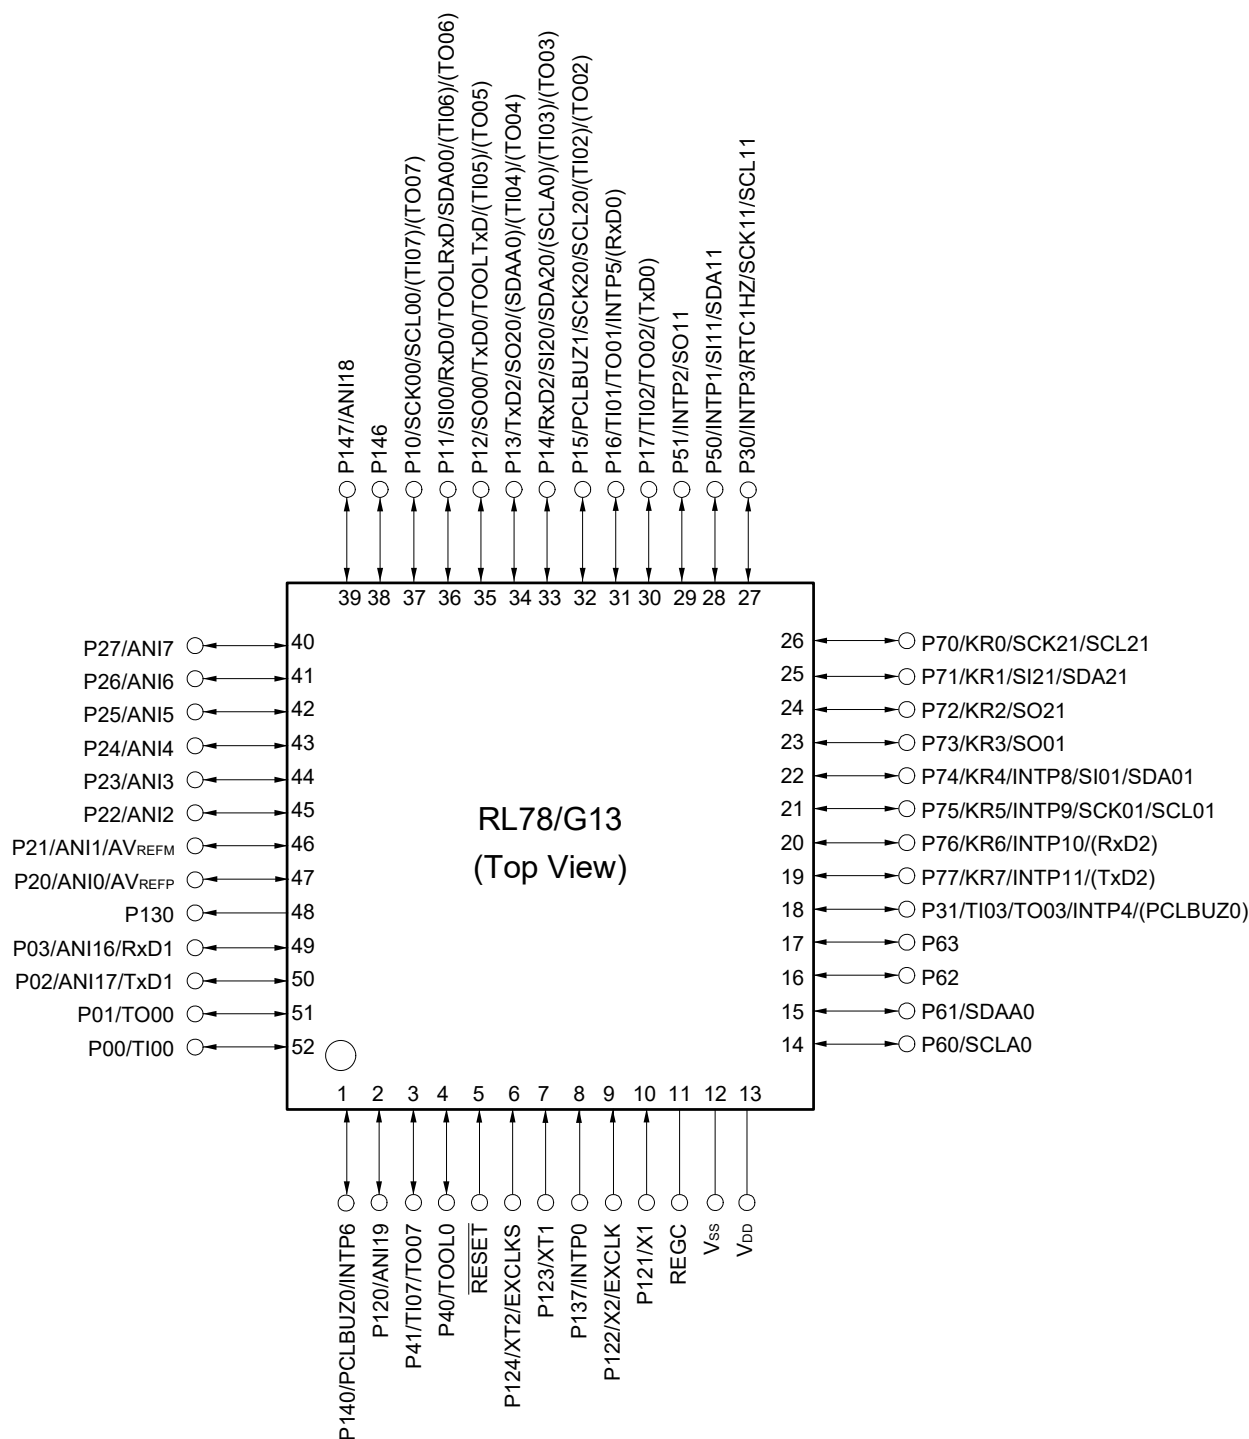 P147/ANI18
P146
P10/SCK00/SCL00/(TI07)/(TO07)
P11/SI00/RxD0/TOOLRxD/SDA00/(TI06)/(TO06)
P12/SO00/TxD0/TOOLTxD/(TI05)/(TO05)
P13/TxD2/SO20/(SDAA0)/(TI04)/(TO04)
P14/RxD2/SI20/SDA20/(SCLA0)/(TI03)/(TO03)
P15/PCLBUZ1/SCK20/SCL20/(TI02)/(TO02)
P16/TI01/TO01/INTP5/(RxD0)
P17/TI02/TO02/(TxD0)
P51/INTP2/SO11
P50/INTP1/SI11/SDA11
P30/INTP3/RTC1HZ/SCK11/SCL11
39 38 37 36 35 34 33 32 31 30 29 28 27
P27/ANI7 40
P26/ANI6 41
P25/ANI5 42
P24/ANI4 43
P23/ANI3 44
P22/ANI2 45
P21/ANI1/AVREFM 46
P20/ANI0/AVREFP 47
P130 48
P03/ANI16/RxD1 49
P02/ANI17/TxD1 50
P01/TO00 51
P00/TI00 52
RL78/G13
(Top View)
26 P70/KR0/SCK21/SCL21
25 P71/KR1/SI21/SDA21
24 P72/KR2/SO21
23 P73/KR3/SO01
22 P74/KR4/INTP8/SI01/SDA01
21 P75/KR5/INTP9/SCK01/SCL01
20 P76/KR6/INTP10/(RxD2)
19 P77/KR7/INTP11/(TxD2)
18 P31/TI03/TO03/INTP4/(PCLBUZ0)
17 P63
16 P62
15 P61/SDAA0
14 P60/SCLA0
1 2 3 4 5 6 7 8 9 10 11 12 13
P140/PCLBUZ0/INTP6
P120/ANI19
P41/TI07/TO07
P40/TOOL0
RESET
P124/XT2/EXCLKS
P123/XT1
P137/INTP0
P122/X2/EXCLK
P121/X1
REGC
VSS
VDD